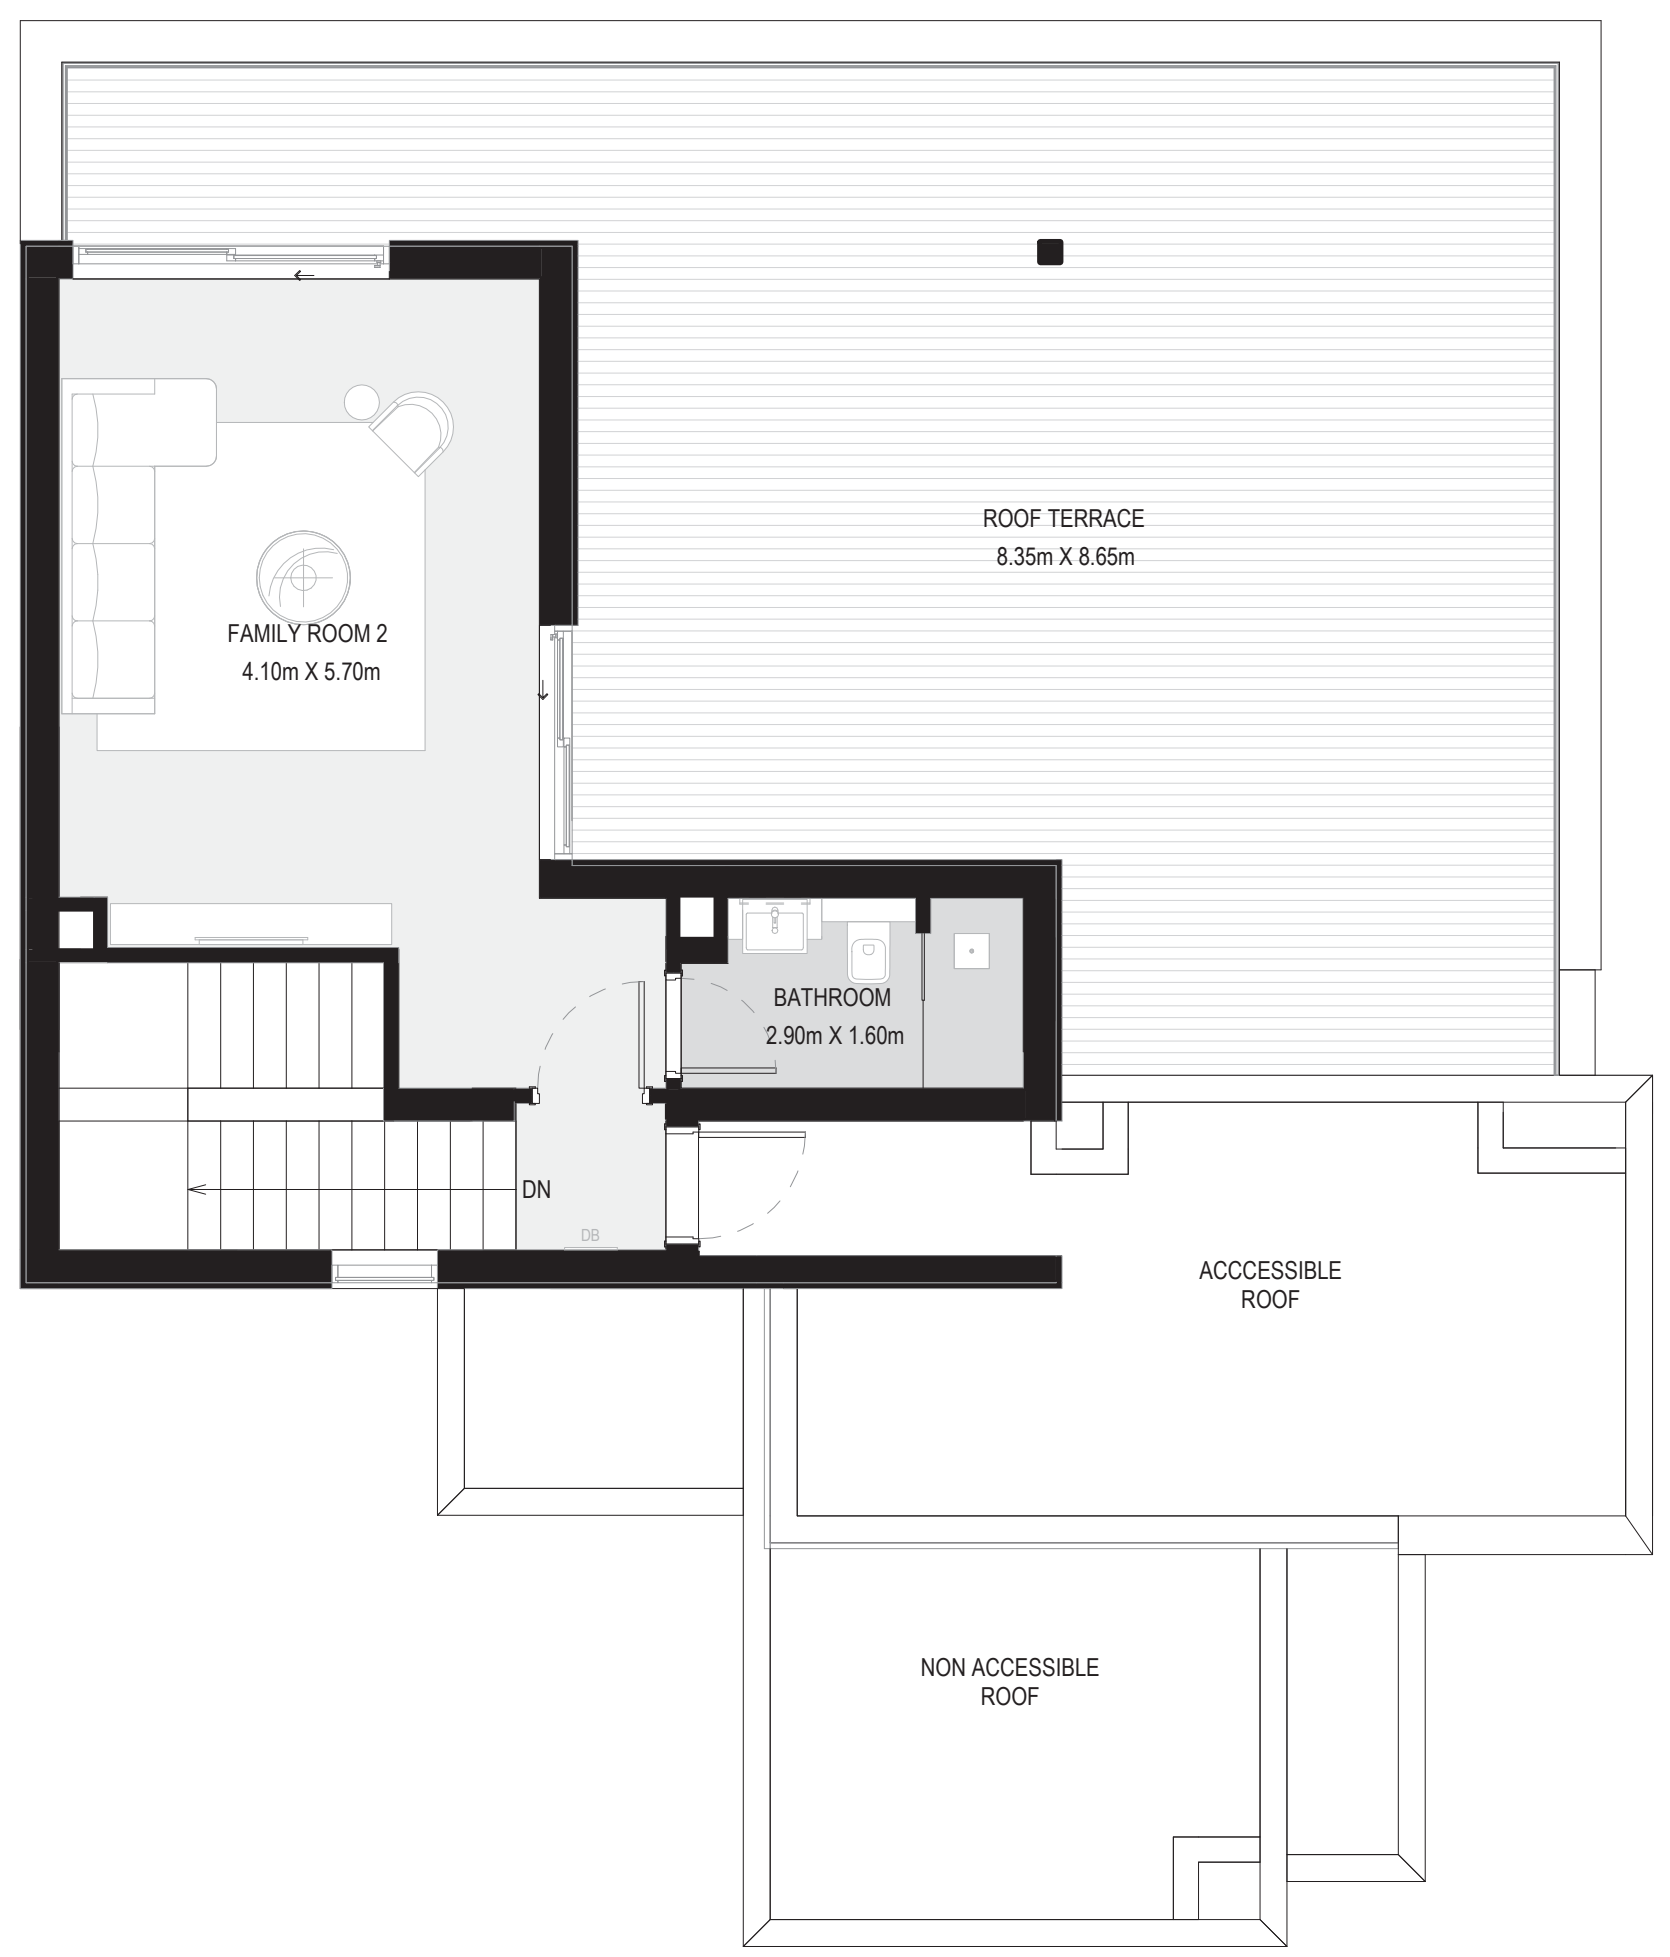 ROOF TERRACE
8.35m X 8.65m
FAMILY ROOM 2
4.10m X 5.70m
BATHROOM
2.90m X 1.60m
DN
DB
ACCCESSIBLE
ROOF
NON ACCESSIBLE
ROOF